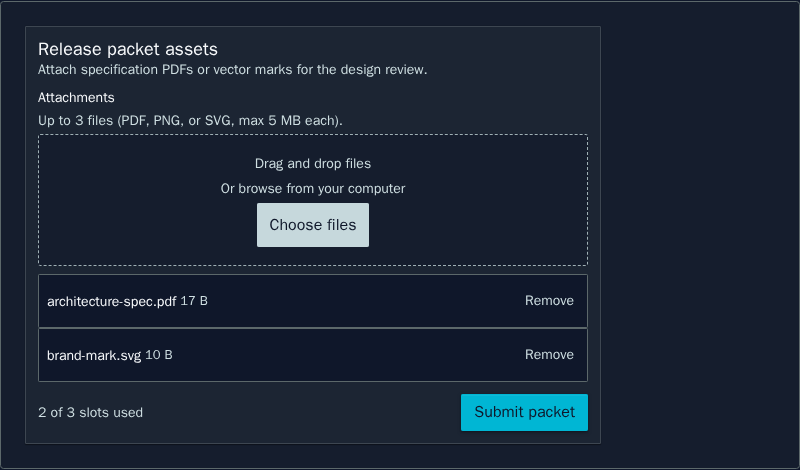 Release packet assets
Attach specification PDFs or vector marks for the design review.
Attachments
Up to 3 files (PDF, PNG, or SVG, max 5 MB each).
Drag and drop files
Or browse from your computer
Choose files
architecture-spec.pdf 17 B Remove
brand-mark.svg 10 B Remove
2 of 3 slots used Submit packet